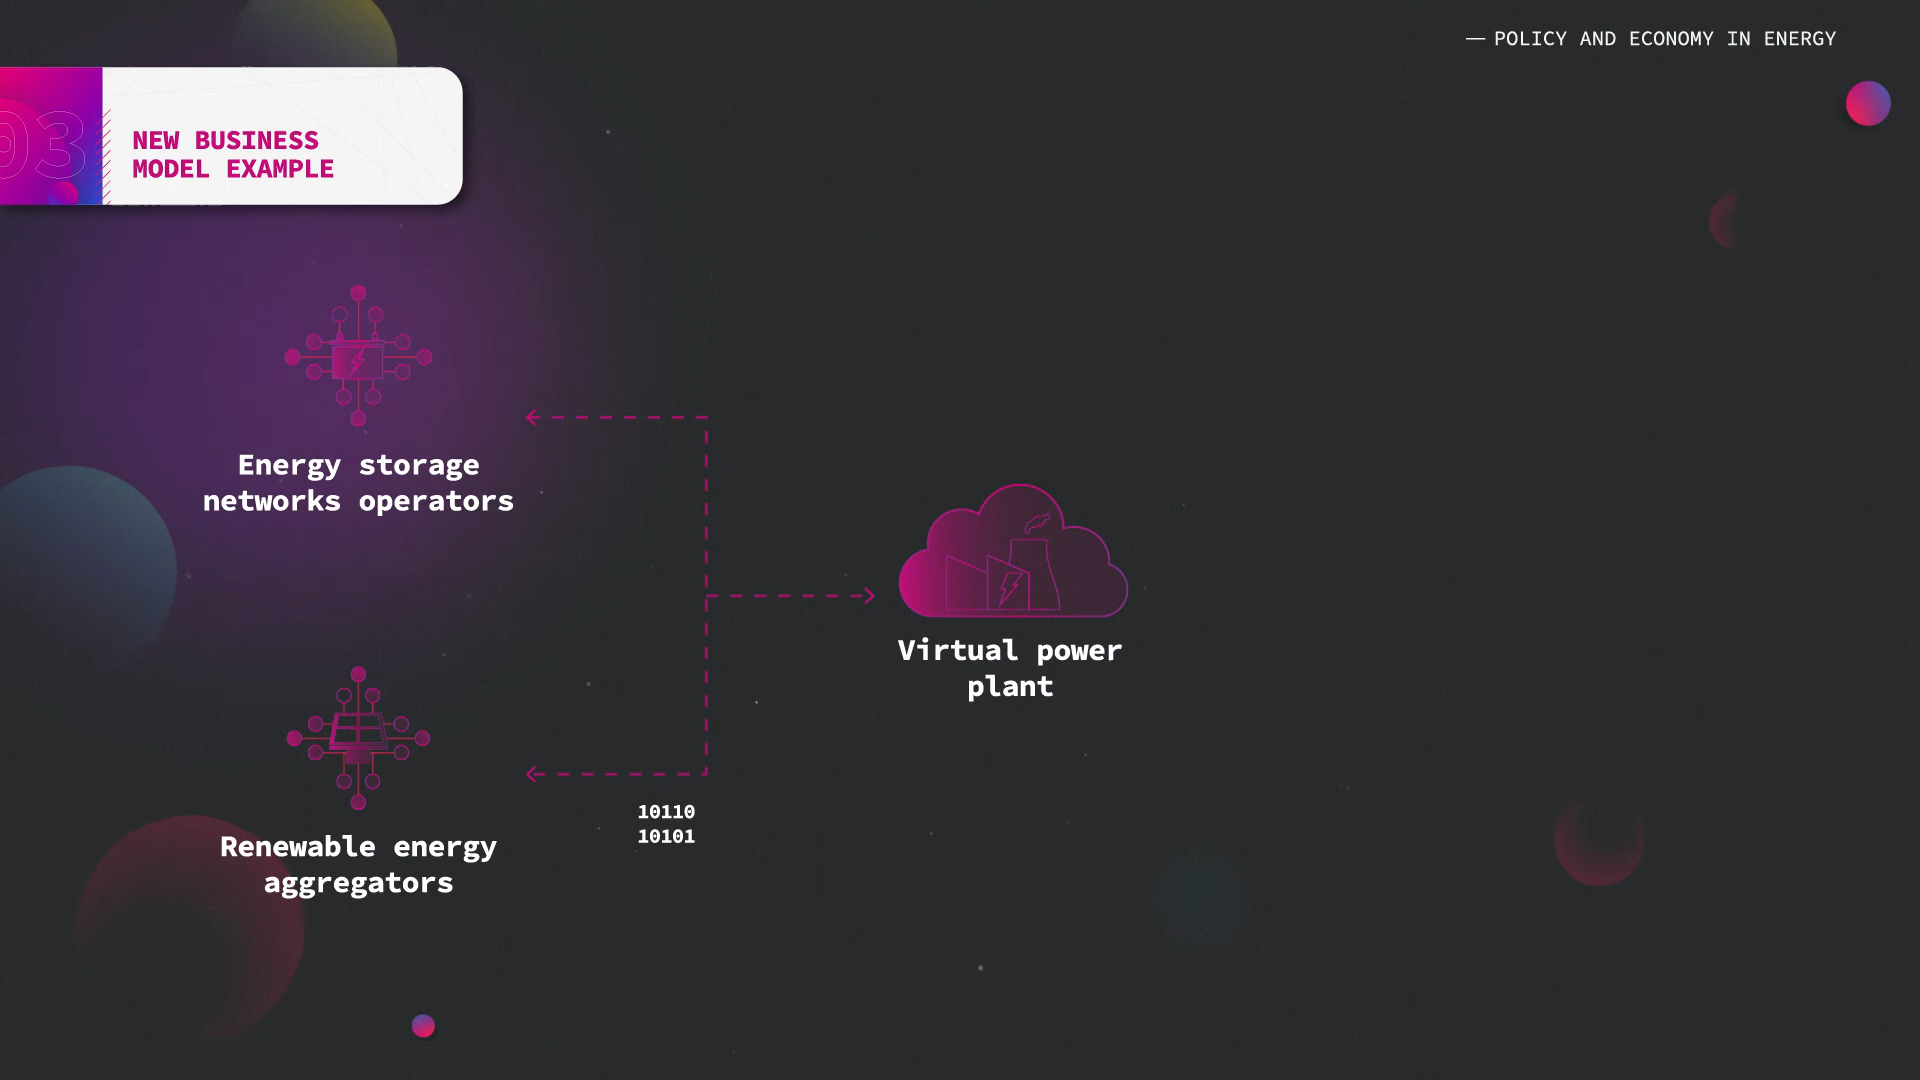 — POLICY AND ECONOMY IN ENERGY
03
NEW BUSINESS
MODEL EXAMPLE
Energy storage
networks operators
Virtual power
plant
10110
10101
Renewable energy
aggregators